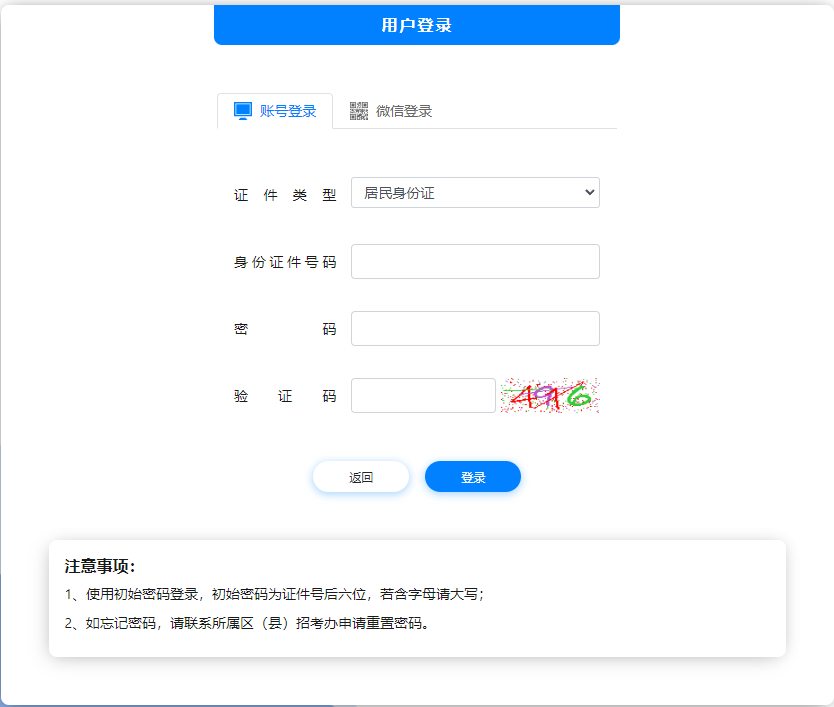 用户登录
账号登录 微信登录
证件类型 居民身份证
身份证件号码
密码
验证码 4916
返回 登录
注意事项：
1、使用初始密码登录，初始密码为证件号后六位，若含字母请大写；
2、如忘记密码，请联系所属区（县）招考办申请重置密码。